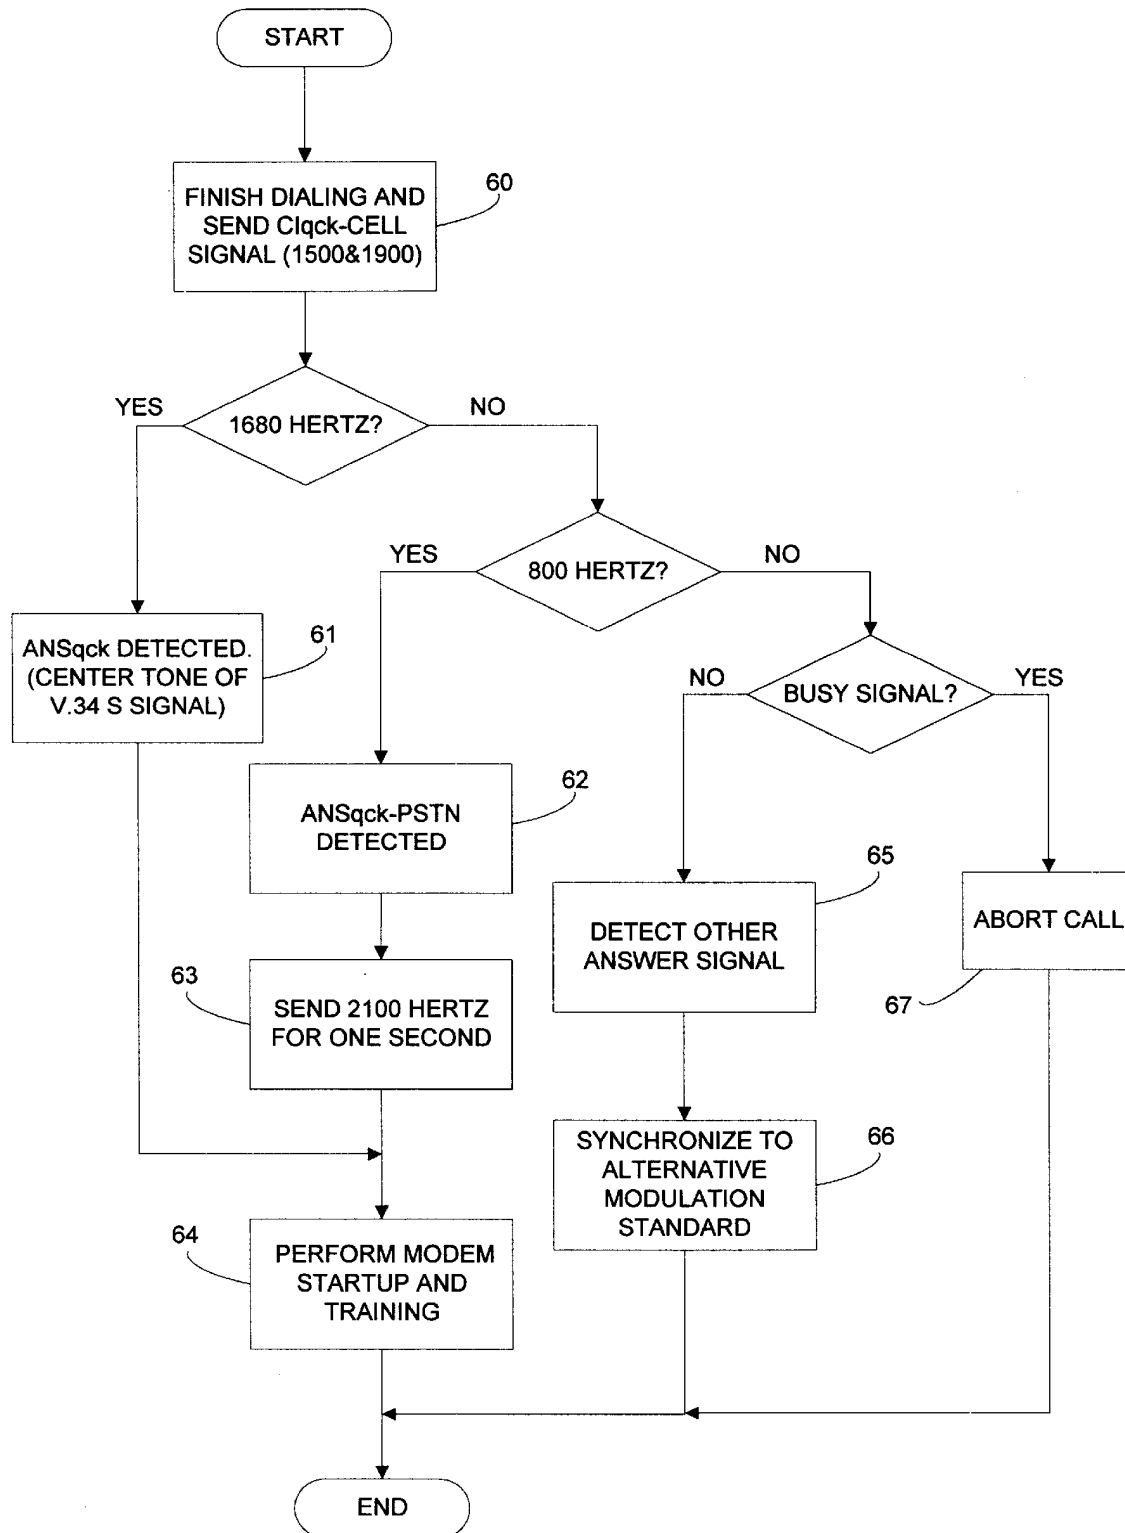 START
FINISH DIALING AND
SEND CIqck-CELL
SIGNAL (1500&1900)
60
1680 HERTZ?
YES
NO
800 HERTZ?
YES
NO
ANSqck DETECTED.
(CENTER TONE OF
V.34 S SIGNAL)
61
BUSY SIGNAL?
NO
YES
ANSqck-PSTN
DETECTED
62
DETECT OTHER
ANSWER SIGNAL
65
ABORT CALL
67
SEND 2100 HERTZ
FOR ONE SECOND
63
SYNCHRONIZE TO
ALTERNATIVE
MODULATION
STANDARD
66
PERFORM MODEM
STARTUP AND
TRAINING
64
END